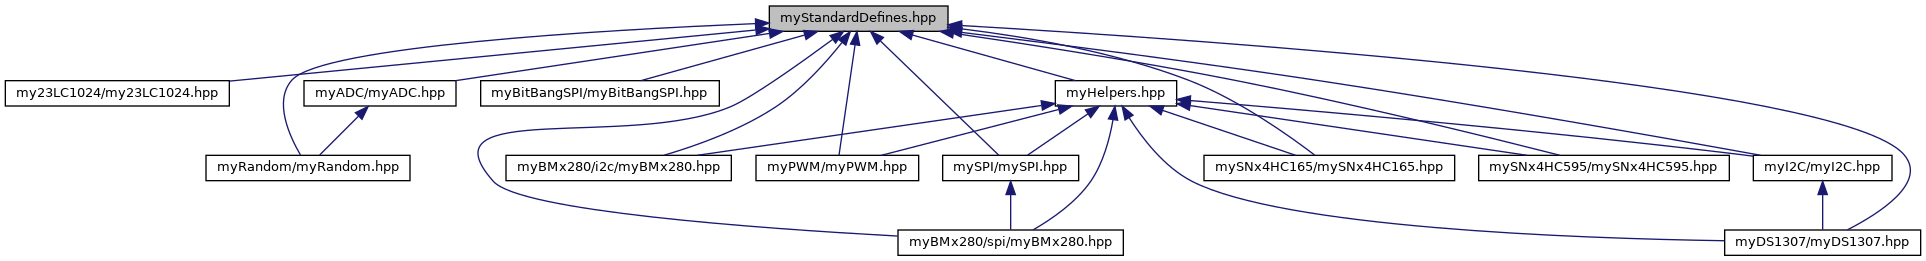 myStandardDefines.hpp
my23LC1024/my23LC1024.hpp
myADC/myADC.hpp
myBitBangSPI/myBitBangSPI.hpp
myHelpers.hpp
myRandom/myRandom.hpp
myBMx280/i2c/myBMx280.hpp
myPWM/myPWM.hpp
mySPI/mySPI.hpp
mySNx4HC165/mySNx4HC165.hpp
mySNx4HC595/mySNx4HC595.hpp
myI2C/myI2C.hpp
myBMx280/spi/myBMx280.hpp
myDS1307/myDS1307.hpp